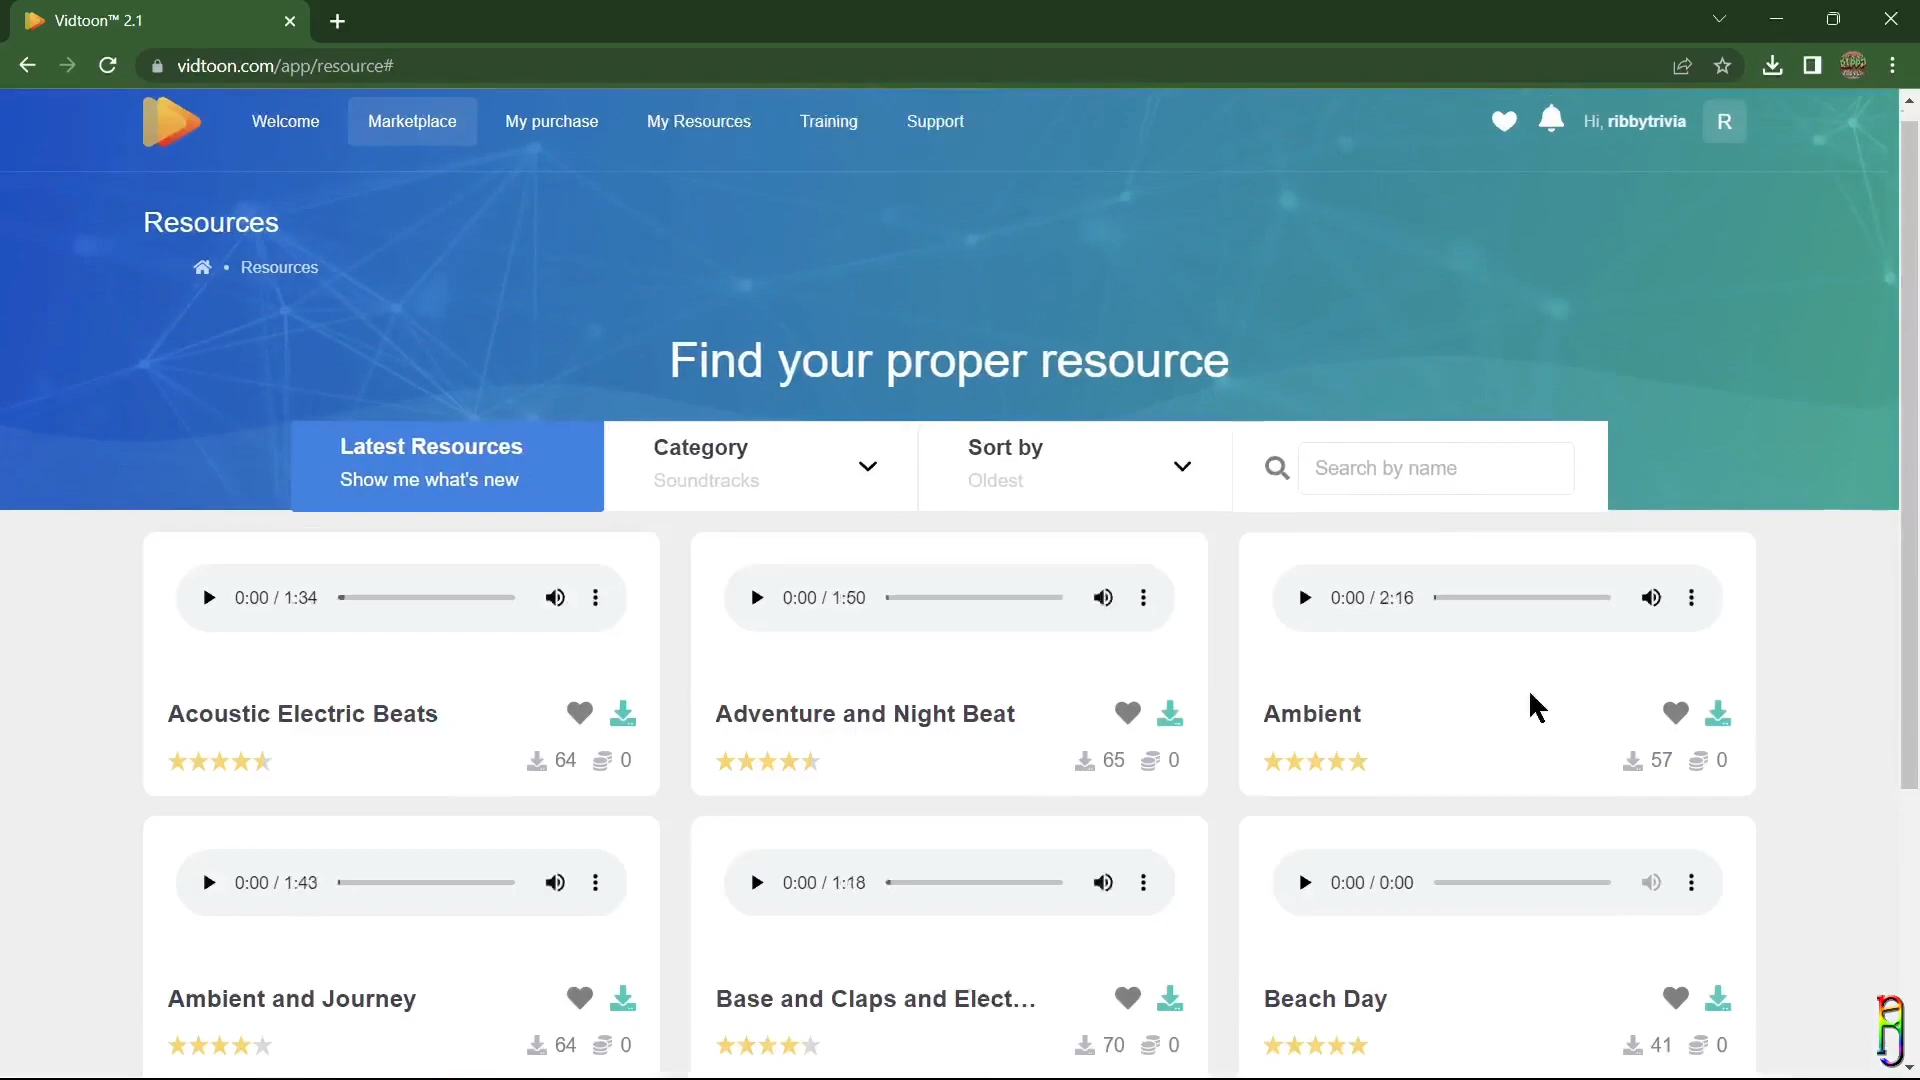 Vidtoon™ 2.1
vidtoon.com/app/resource#
Welcome
Marketplace
My purchase
My Resources
Training
Support
Hi, ribbytrivia
R
Resources
Resources
Find your proper resource
Latest Resources
Show me what's new
Category
Soundtracks
Sort by
Oldest
Search by name
0:00 / 1:34
0:00 / 1:50
0:00 / 2:16
Acoustic Electric Beats
64 0
Adventure and Night Beat
65 0
Ambient
57 0
0:00 / 1:43
0:00 / 1:18
0:00 / 0:00
Ambient and Journey
64 0
Base and Claps and Elect...
70 0
Beach Day
41 0